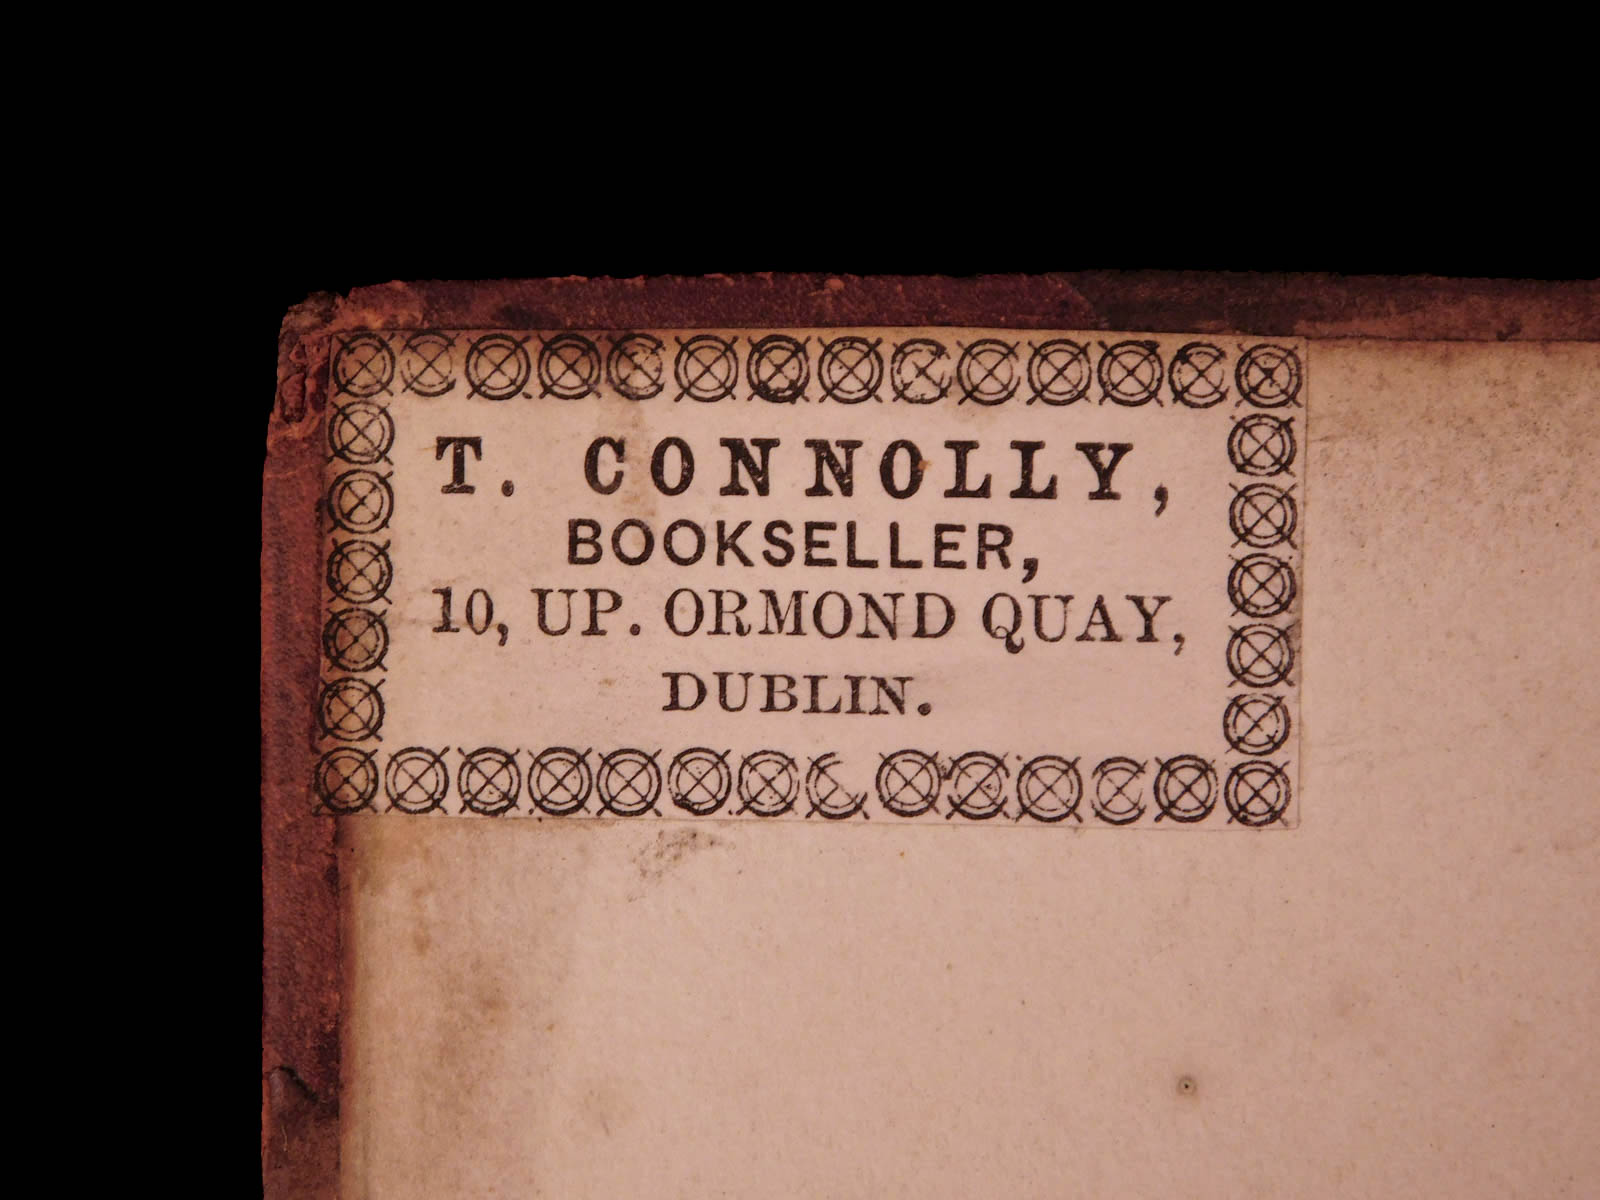 T. CONNOLLY,
BOOKSELLER,
10, UP. ORMOND QUAY,
DUBLIN.